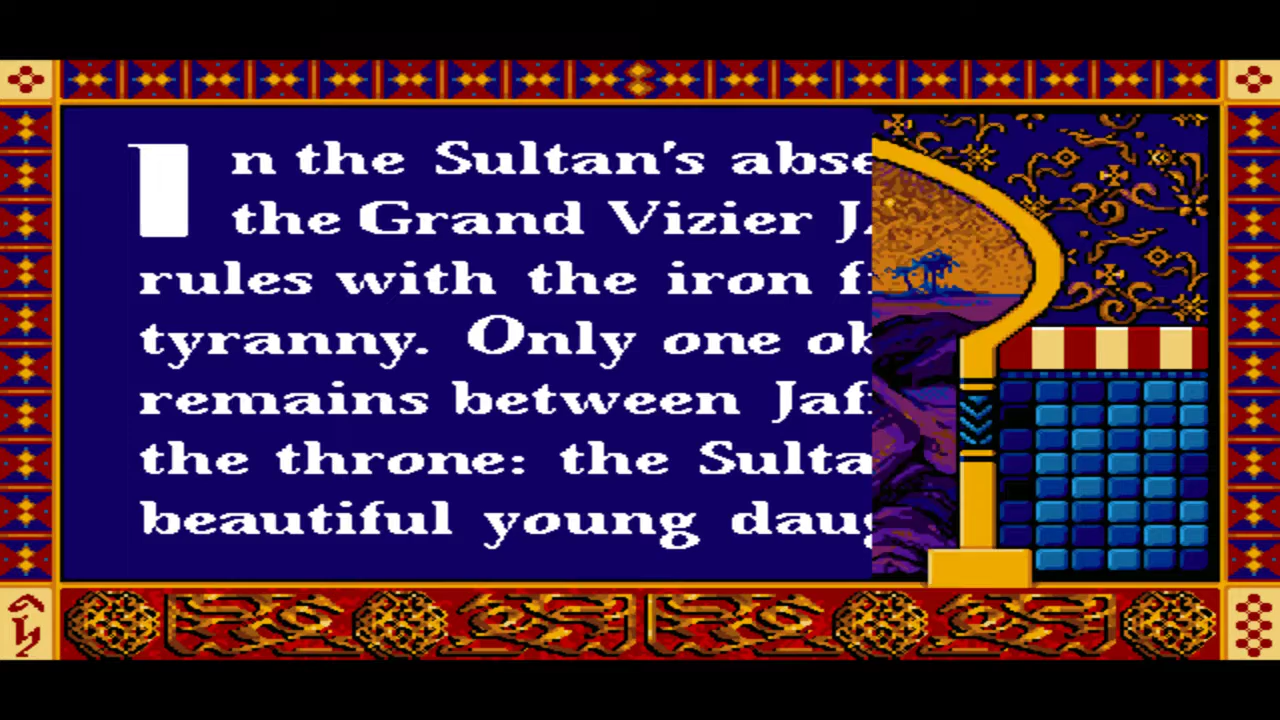 In the Sultan's abse
the Grand Vizier J
rules with the iron f
tyranny. Only one ob
remains between Jaf
the throne: the Sulta
beautiful young daug